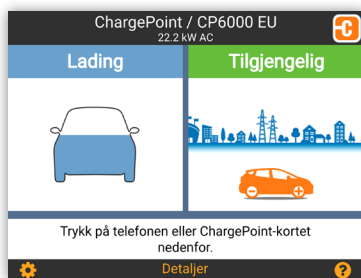 ChargePoint / CP6000 EU
22.2 kW AC
Lading
Tilgjengelig
Trykk på telefonen eller ChargePoint-kortet
nedenfor.
Detaljer
?